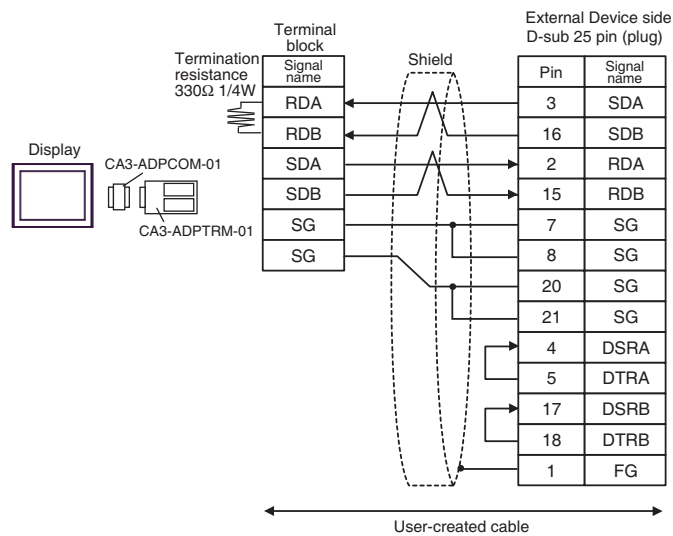 External Device side
D-sub 25 pin (plug)
Terminal
block
Shield
Termination
resistance
330Ω 1/4W
Signal
name
Pin
Signal
name
RDA
3
SDA
RDB
16
SDB
Display
CA3-ADPCOM-01
CA3-ADPTRM-01
SDA
2
RDA
SDB
15
RDB
SG
7
SG
8
SG
SG
20
SG
21
SG
4
DSRA
5
DTRA
17
DSRB
18
DTRB
1
FG
User-created cable